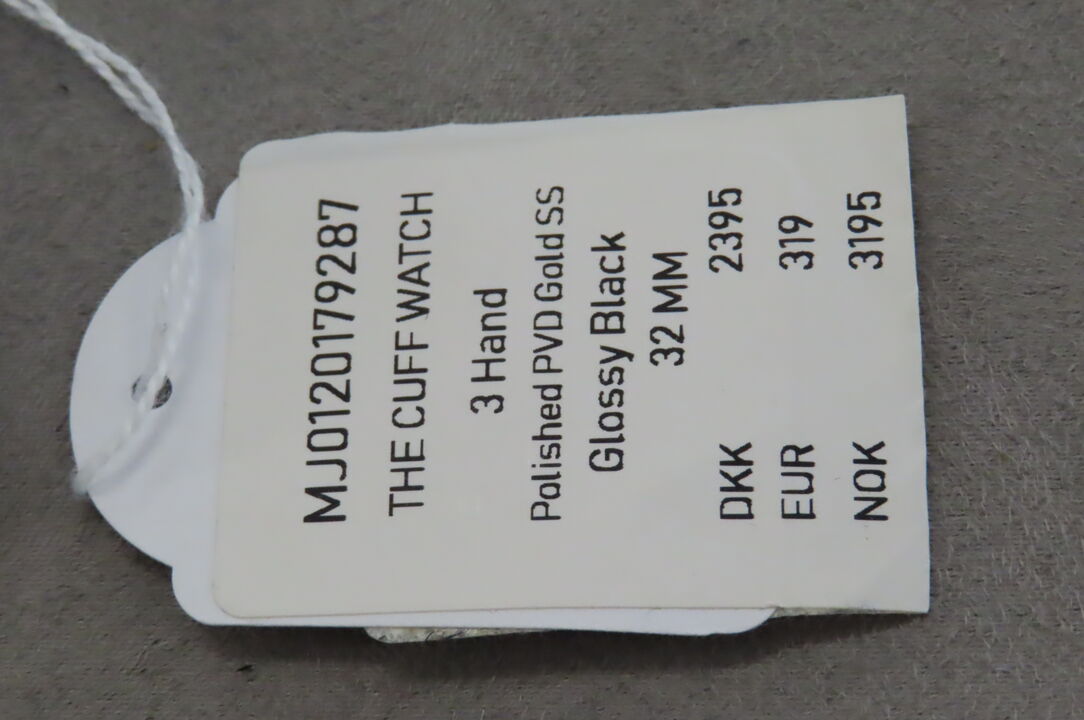 MJ0120179287
THE CUFF WATCH
3 Hand
Polished PVD Gold SS
Glossy Black
32 MM
DKK 2395
EUR 319
NOK 3195